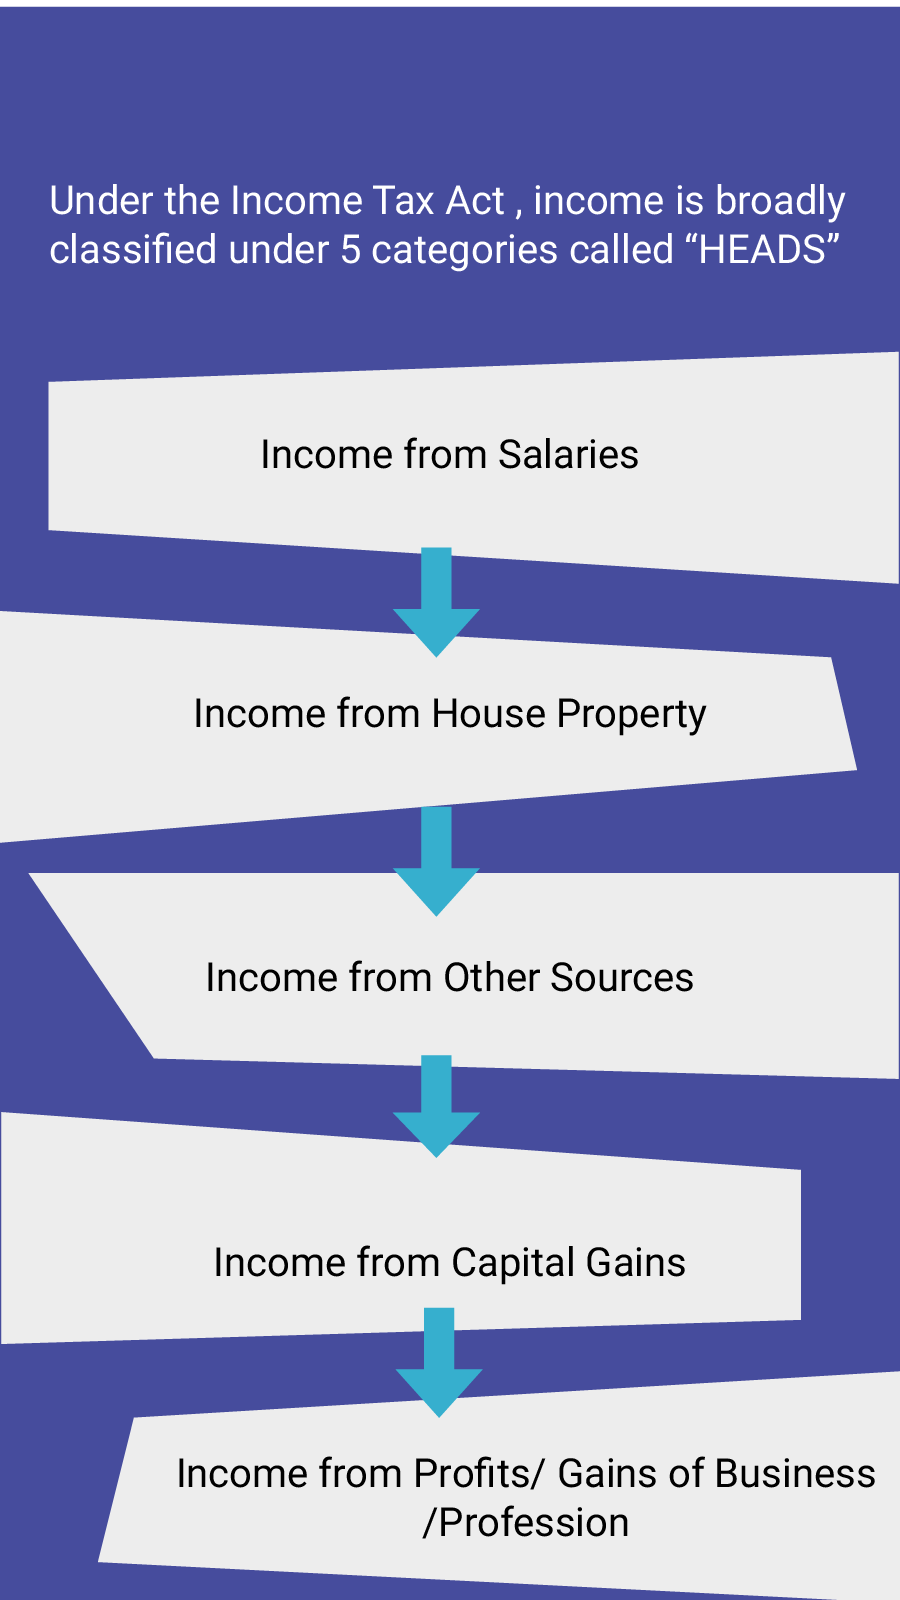 Under the Income Tax Act , income is broadly
classified under 5 categories called “HEADS”
Income from Salaries
Income from House Property
Income from Other Sources
Income from Capital Gains
Income from Profits/ Gains of Business
/Profession